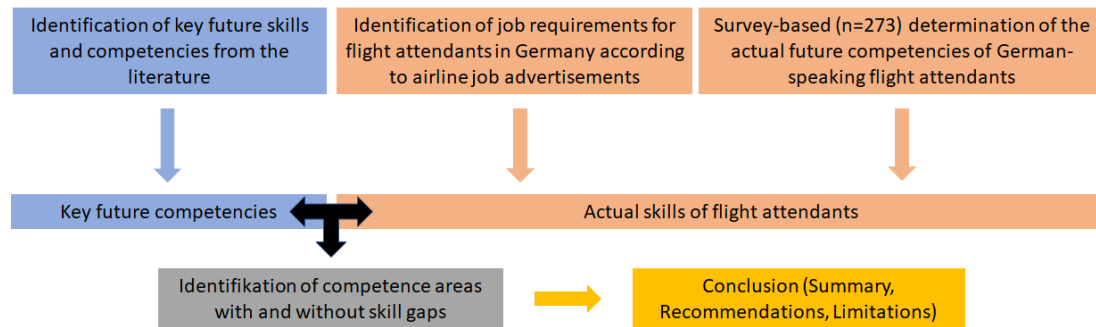 Identification of key future skills
and competencies from the
literature
Identification of job requirements for
flight attendants in Germany according
to airline job advertisements
Survey-based (n=273) determination of the
actual future competencies of German-
speaking flight attendants
Key future competencies
Actual skills of flight attendants
Identifikation of competence areas
with and without skill gaps
Conclusion (Summary,
Recommendations, Limitations)